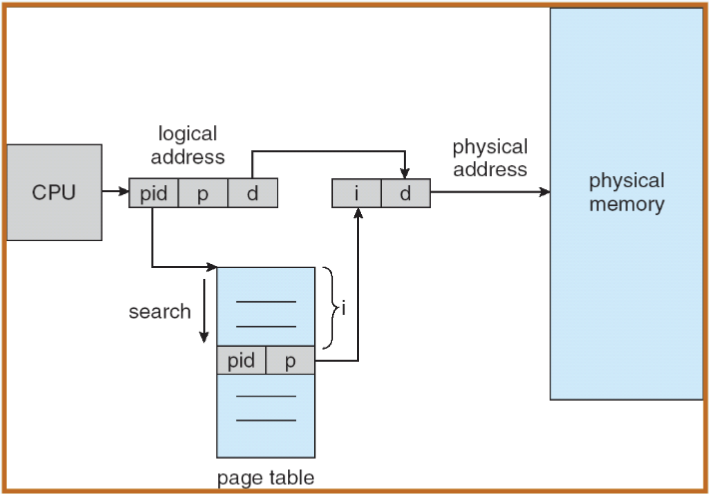 logical
address
physical
address
CPU
pid p d
i d
physical
memory
search
i
pid p
page table